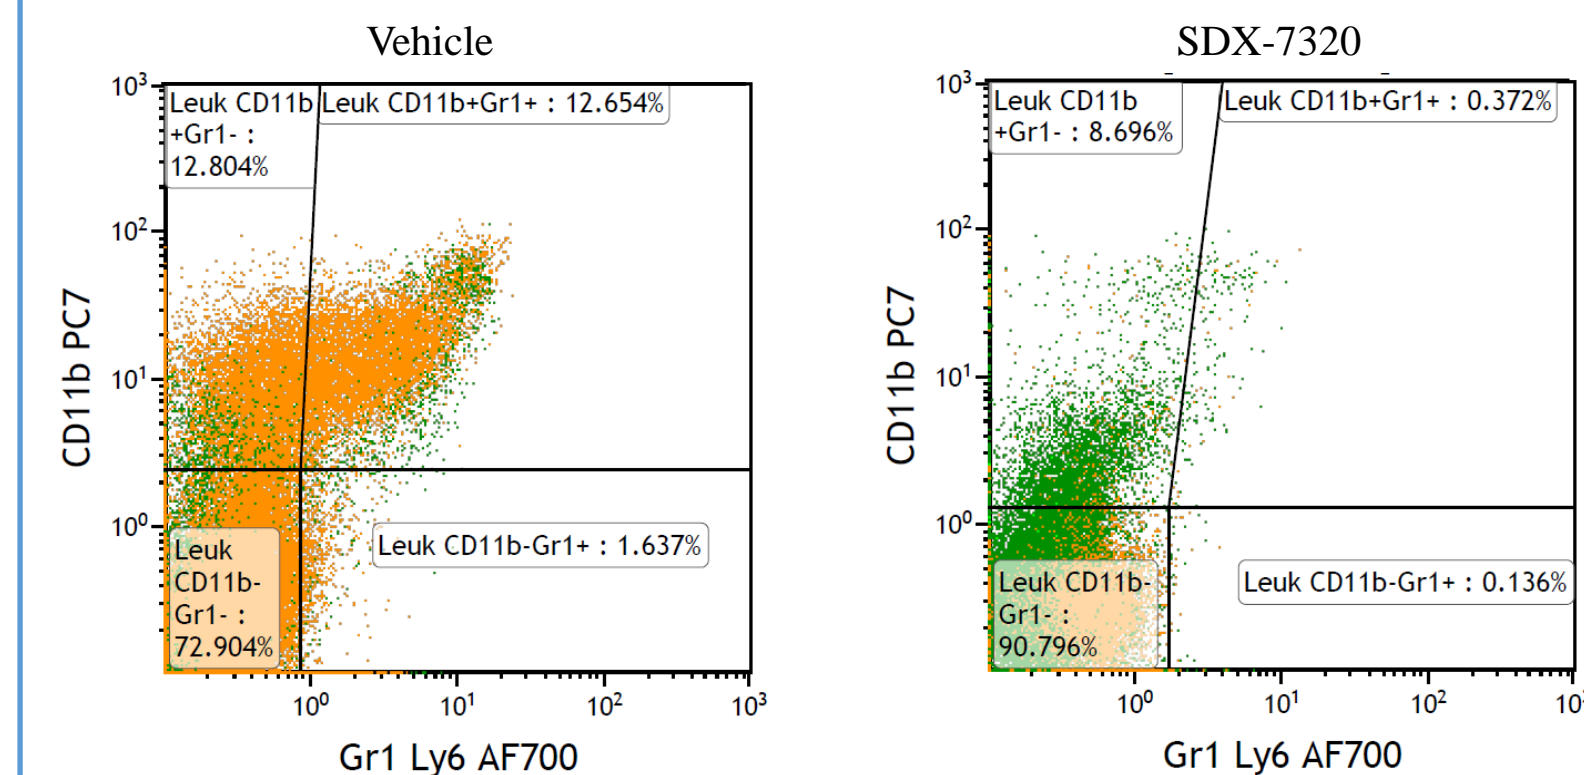 Vehicle
10³
10²
10¹
10⁰
Leuk CD11b
+Gr1- :
12.804%
Leuk CD11b+Gr1+ : 12.654%
Leuk
CD11b-
Gr1- :
72.904%
Leuk CD11b-Gr1+ : 1.637%
CD11b PC7
10⁰ 10¹ 10² 10³
Gr1 Ly6 AF700
SDX-7320
10³
10²
10¹
10⁰
Leuk CD11b
+Gr1- : 8.696%
Leuk CD11b+Gr1+ : 0.372%
Leuk CD11b-
Gr1- :
90.796%
Leuk CD11b-Gr1+ : 0.136%
CD11b PC7
10⁰ 10¹ 10² 10³
Gr1 Ly6 AF700